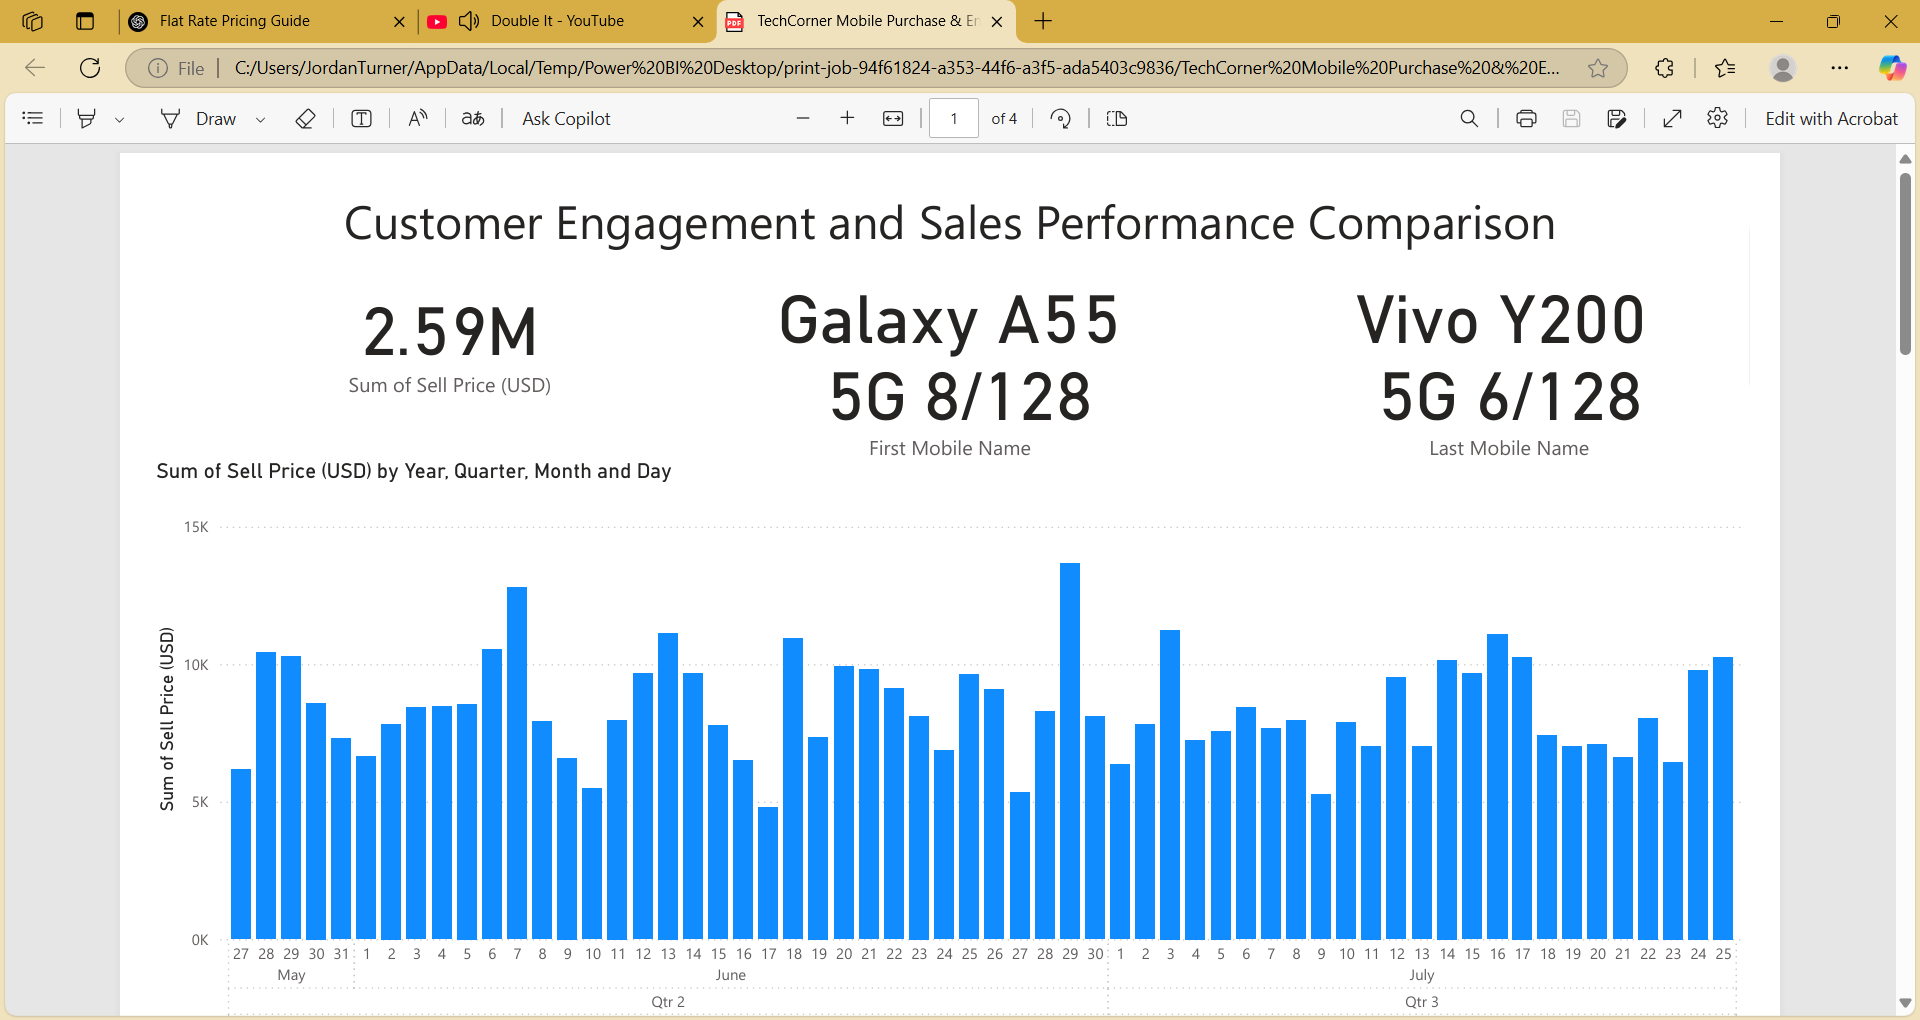 Flat Rate Pricing Guide
Double It - YouTube
TechCorner Mobile Purchase & En
File
C:/Users/JordanTurner/AppData/Local/Temp/Power%20BI%20Desktop/print-job-94f61824-a353-44f6-a3f5-ada5403c9836/TechCorner%20Mobile%20Purchase%20&%20E...
Draw
Ask Copilot
1 of 4
Edit with Acrobat
Customer Engagement and Sales Performance Comparison
2.59M
Sum of Sell Price (USD)
Galaxy A55
5G 8/128
First Mobile Name
Vivo Y200
5G 6/128
Last Mobile Name
Sum of Sell Price (USD) by Year, Quarter, Month and Day
Sum of Sell Price (USD)
15K
10K
5K
0K
27 28 29 30 31 1 2 3 4 5 6 7 8 9 10 11 12 13 14 15 16 17 18 19 20 21 22 23 24 25 26 27 28 29 30 1 2 3 4 5 6 7 8 9 10 11 12 13 14 15 16 17 18 19 20 21 22 23 24 25
May June July
Qtr 2 Qtr 3